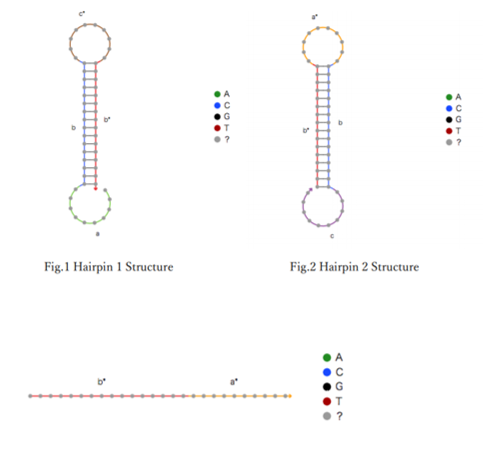 c*
b
b*
a
A
C
G
T
?
Fig.1 Hairpin 1 Structure
a*
b*
b
c
A
C
G
T
?
Fig.2 Hairpin 2 Structure
b*
a*
A
C
G
T
?